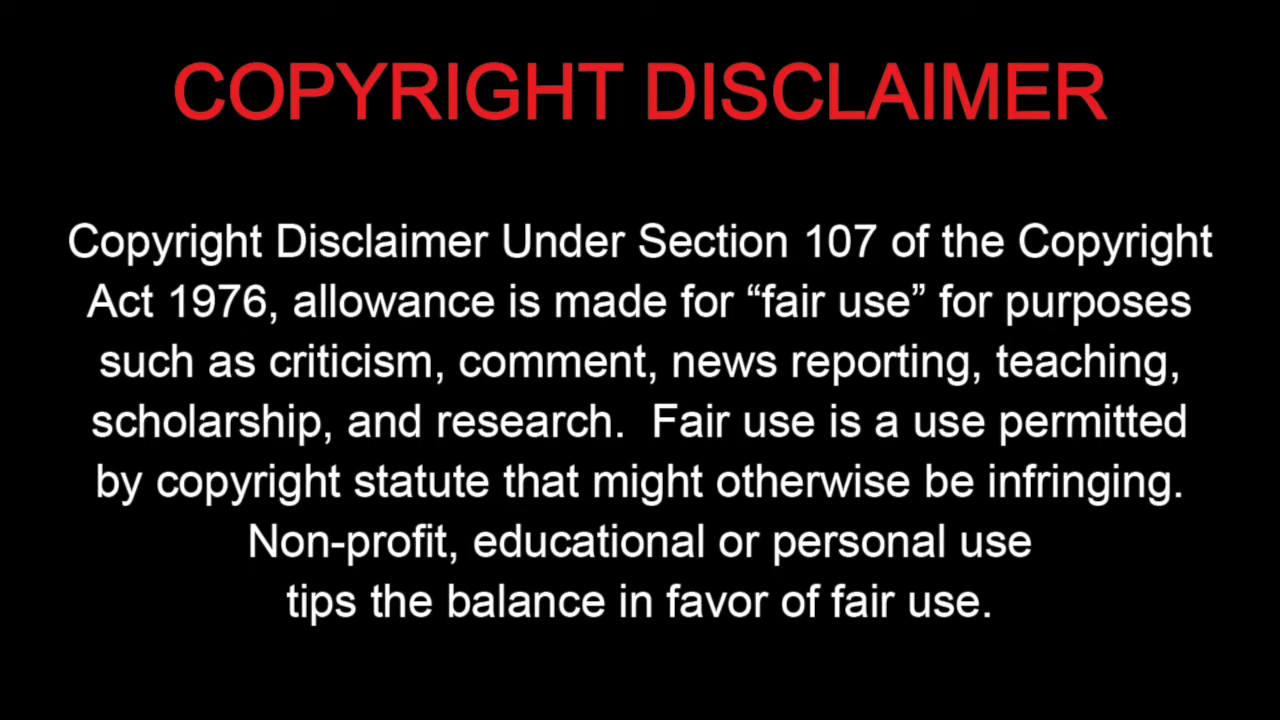 COPYRIGHT DISCLAIMER
Copyright Disclaimer Under Section 107 of the Copyright
Act 1976, allowance is made for “fair use” for purposes
such as criticism, comment, news reporting, teaching,
scholarship, and research.  Fair use is a use permitted
by copyright statute that might otherwise be infringing.
Non-profit, educational or personal use
tips the balance in favor of fair use.